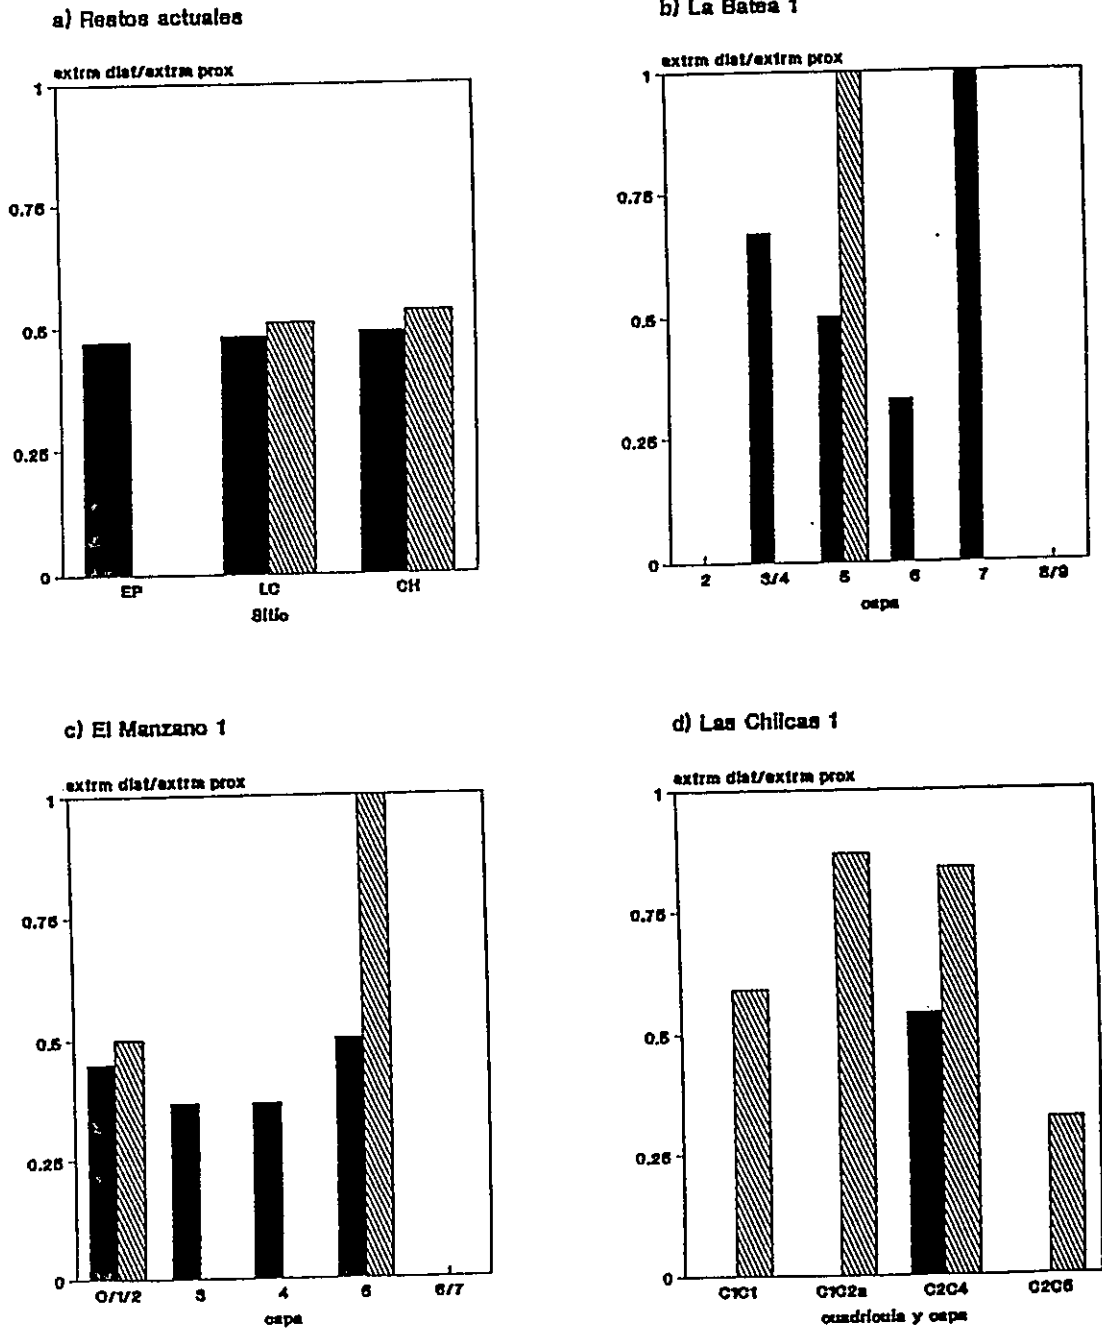 a) Restos actuales
extrm dist/extrm prox
1
0.75
0.5
0.25
0
EP LC CH
Sitio
b) La Batea 1
extrm dist/extrm prox
1
0.75
0.5
0.25
0
2 3/4 5 6 7 8/9
capa
c) El Manzano 1
extrm dist/extrm prox
1
0.75
0.5
0.25
0
0/1/2 3 4 5 6/7
capa
d) Las Chilcas 1
extrm dist/extrm prox
1
0.75
0.5
0.25
0
C1C1 C1C2a C2C4 C2C5
cuadrícula y capa